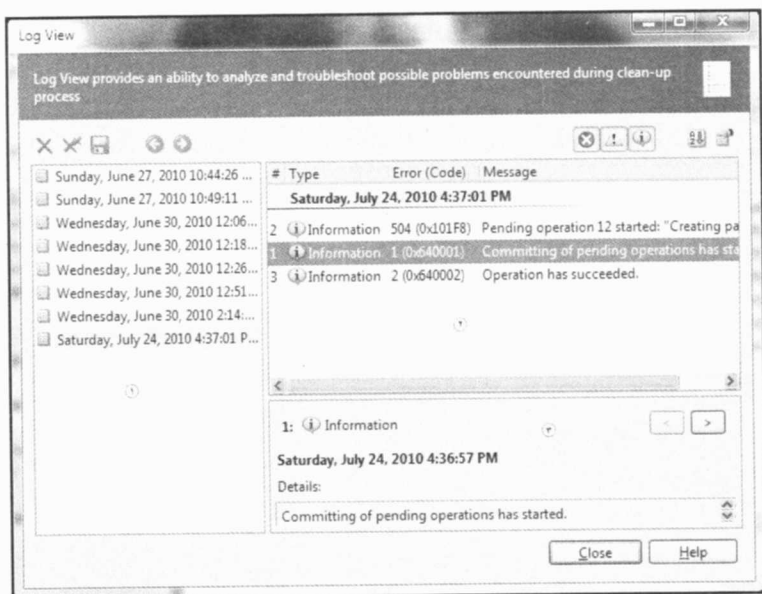 Log View
Log View provides an ability to analyze and troubleshoot possible problems encountered during clean-up
process
Sunday, June 27, 2010 10:44:26 ...
Sunday, June 27, 2010 10:49:11 ...
Wednesday, June 30, 2010 12:06...
Wednesday, June 30, 2010 12:18...
Wednesday, June 30, 2010 12:26...
Wednesday, June 30, 2010 12:51...
Wednesday, June 30, 2010 2:14:...
Saturday, July 24, 2010 4:37:01 P...
۱
# Type Error (Code) Message
Saturday, July 24, 2010 4:37:01 PM
2 Information 504 (0x101F8) Pending operation 12 started: "Creating pa
1 Information 1 (0x640001) Committing of pending operations has sta
3 Information 2 (0x640002) Operation has succeeded.
۲
1: Information
۳
< >
Saturday, July 24, 2010 4:36:57 PM
Details:
Committing of pending operations has started.
Close Help